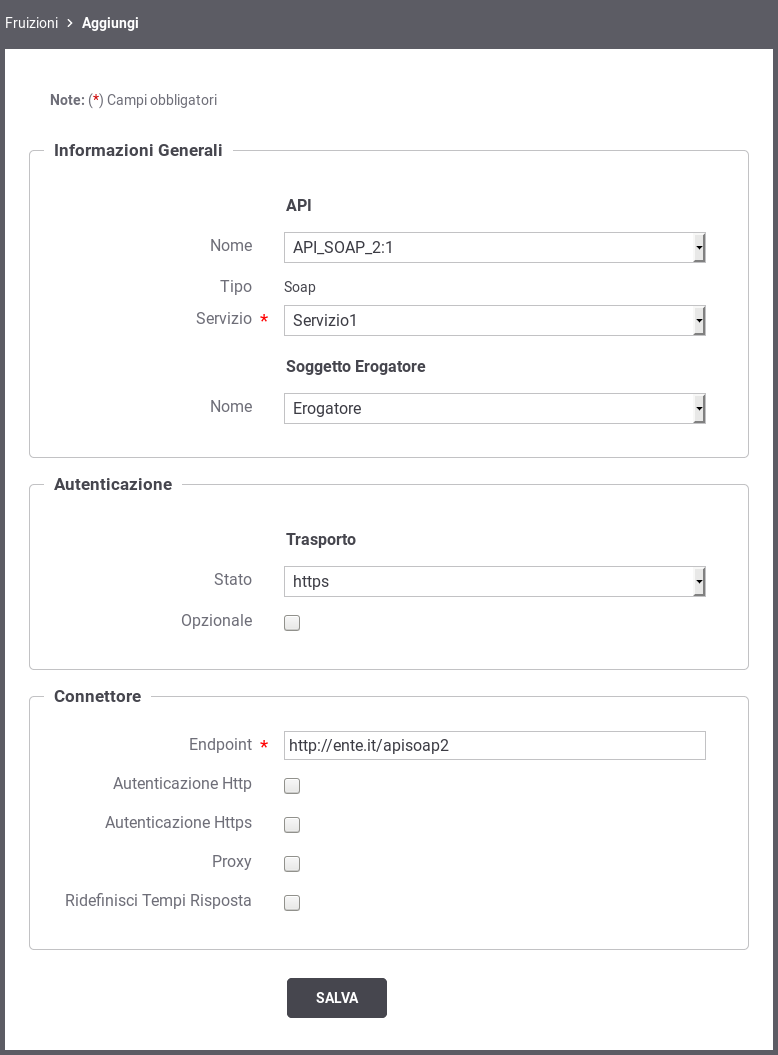 Fruizioni > Aggiungi
Note: (*) Campi obbligatori
Informazioni Generali
API
Nome API_SOAP_2:1
Tipo Soap
Servizio * Servizio1
Soggetto Erogatore
Nome Erogatore
Autenticazione
Trasporto
Stato https
Opzionale
Connettore
Endpoint * http://ente.it/apisoap2
Autenticazione Http
Autenticazione Https
Proxy
Ridefinisci Tempi Risposta
SALVA